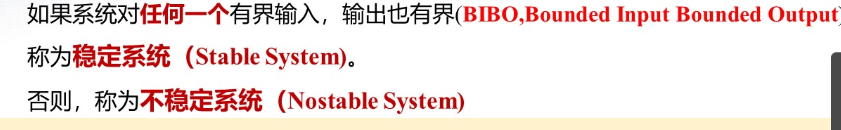 如果系统对任何一个有界输入，输出也有界(BIBO,Bounded Input Bounded Output)
称为稳定系统（Stable System)。
否则，称为不稳定系统（Nostable System)